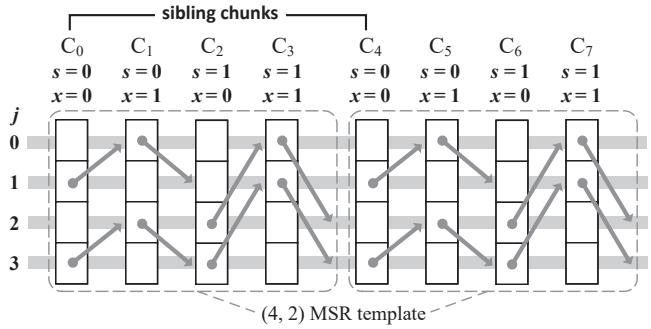 sibling chunks
C0 C1 C2 C3 C4 C5 C6 C7
s = 0 s = 0 s = 1 s = 1 s = 0 s = 0 s = 1 s = 1
x = 0 x = 1 x = 0 x = 1 x = 0 x = 1 x = 0 x = 1
j
0
1
2
3
(4, 2) MSR template